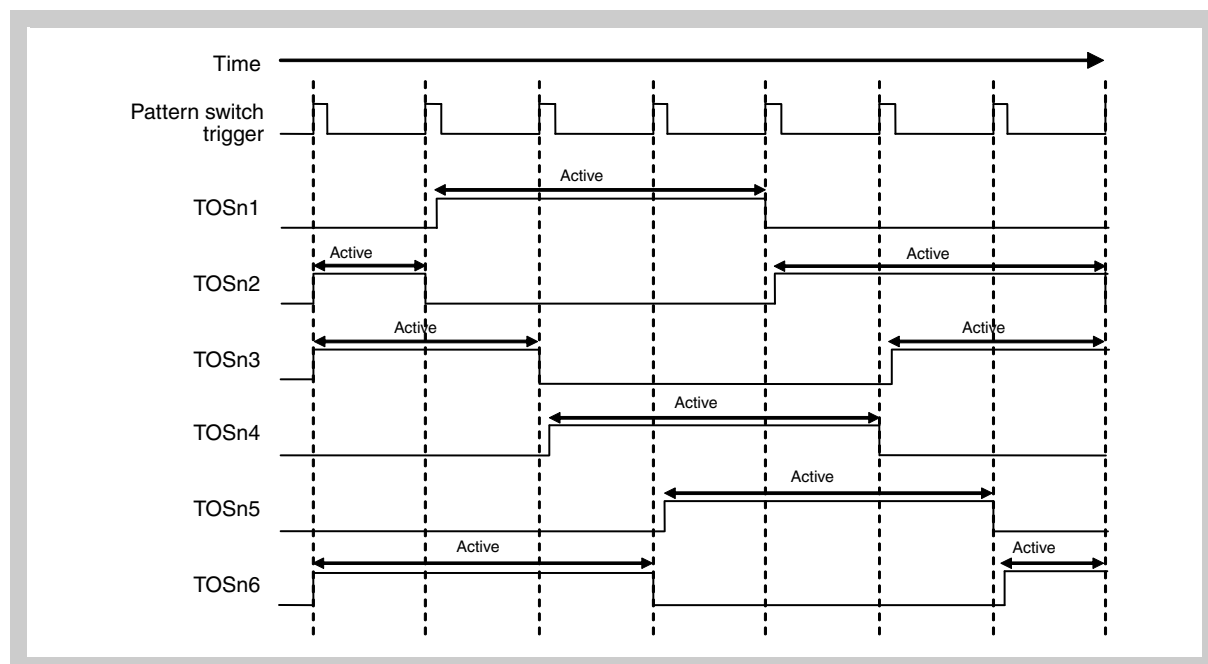 Time
Pattern switch
trigger
Active
TOSn1
Active
Active
TOSn2
Active
Active
TOSn3
Active
TOSn4
Active
TOSn5
Active
Active
TOSn6